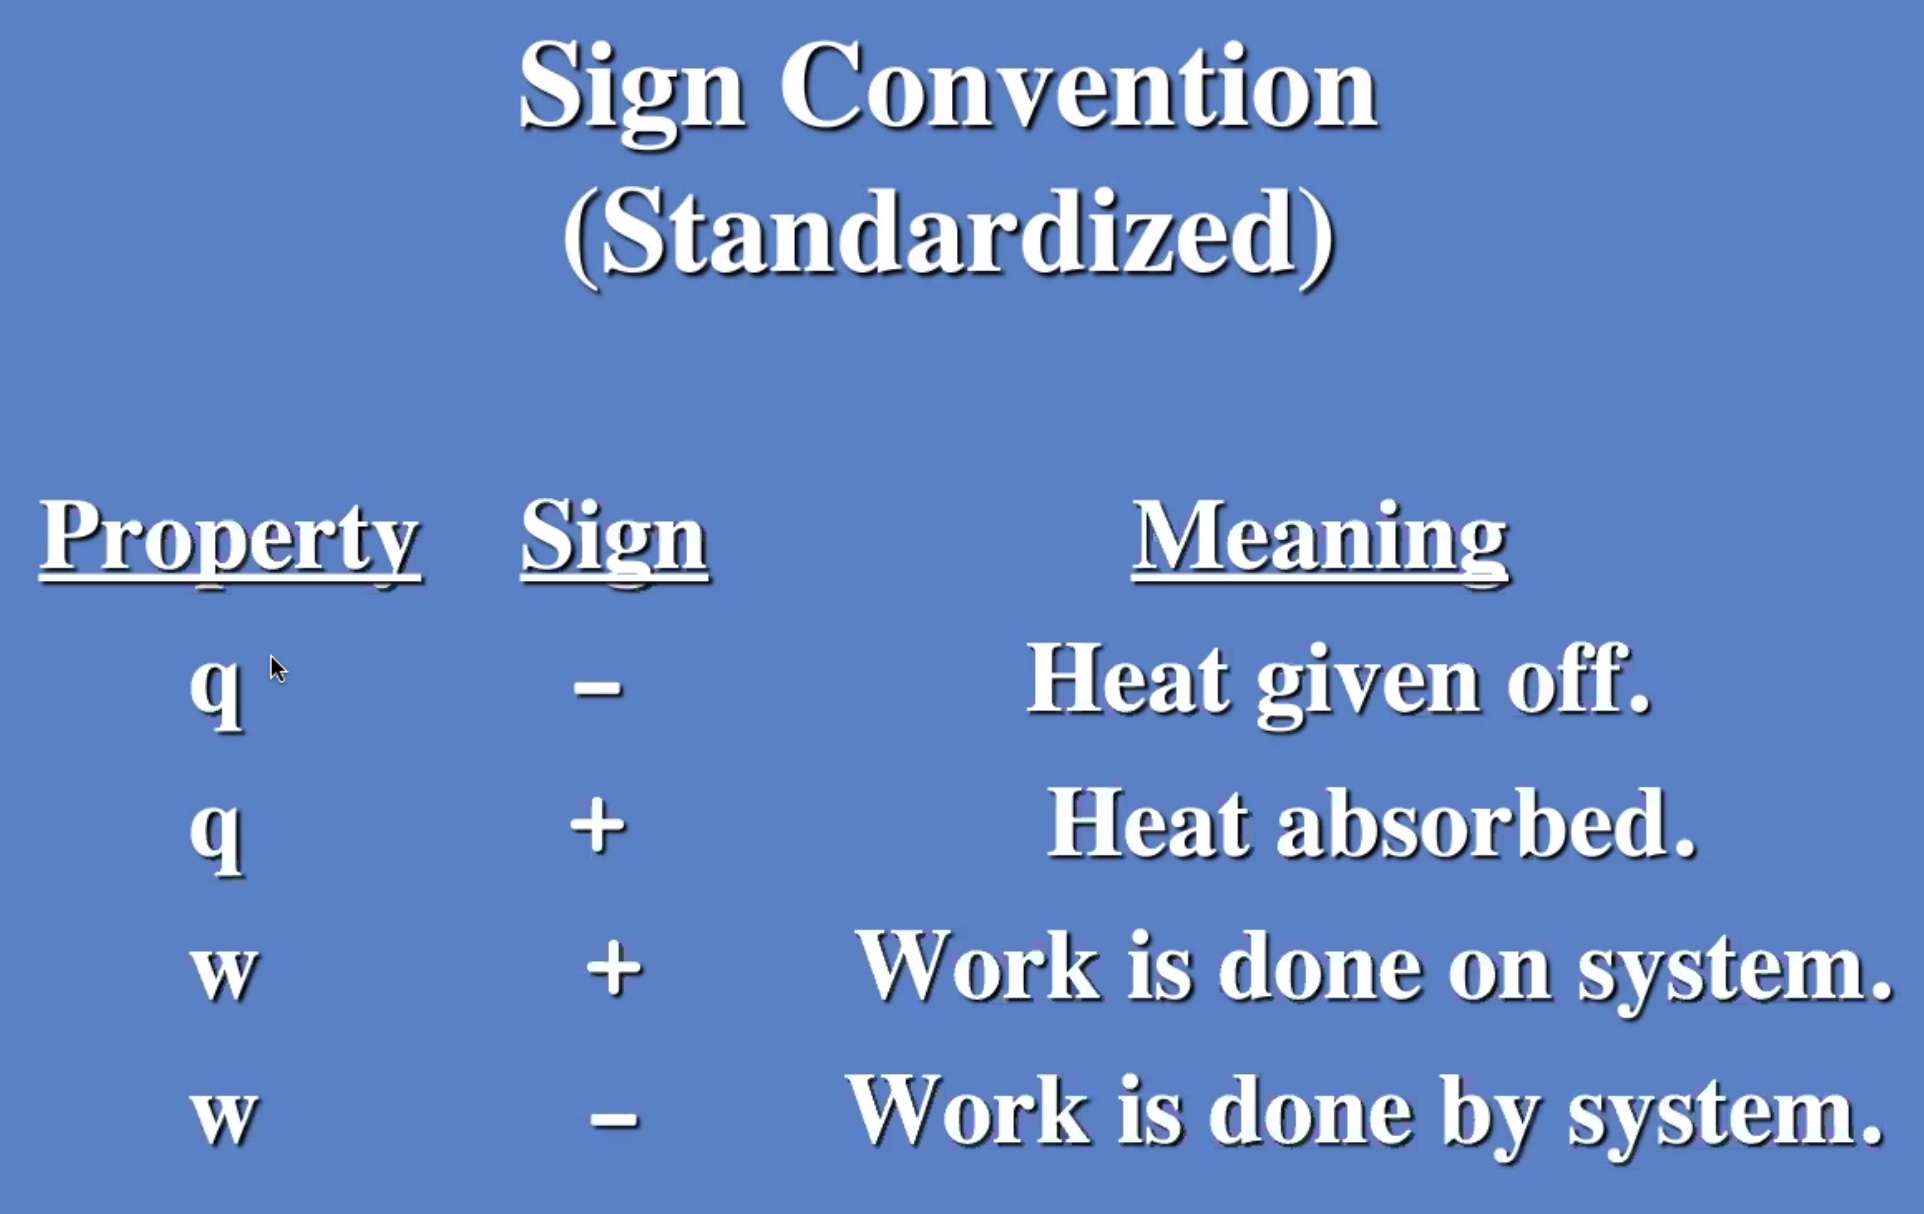 Sign Convention
(Standardized)
Property Sign Meaning
q – Heat given off.
q + Heat absorbed.
w + Work is done on system.
w – Work is done by system.